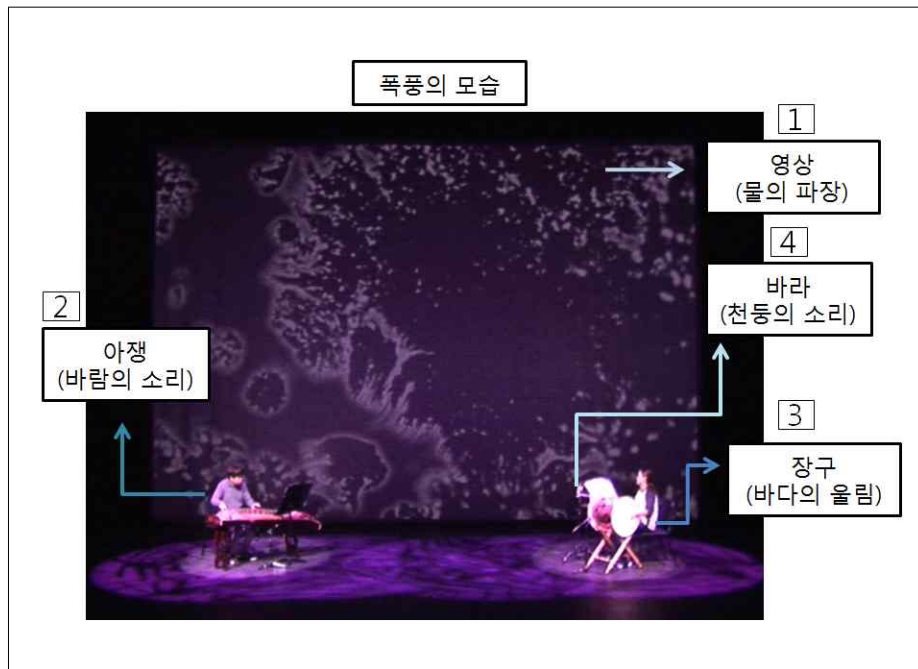 폭풍의 모습
1
영상
(물의 파장)
4
바라
(천둥의 소리)
2
아쟁
(바람의 소리)
3
장구
(바다의 울림)